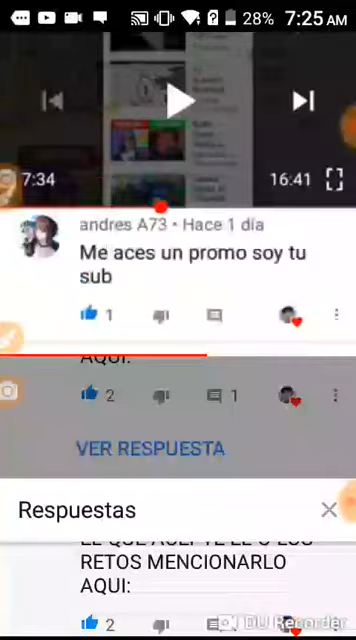 28% 7:25 AM
7:34
16:41
andres A73 • Hace 1 día
Me aces un promo soy tu
sub
1
AQUI:
2
1
VER RESPUESTA
Respuestas
EL QUE ACEPTE EL O LOS
RETOS MENCIONARLO
AQUI:
2
DU Recorder